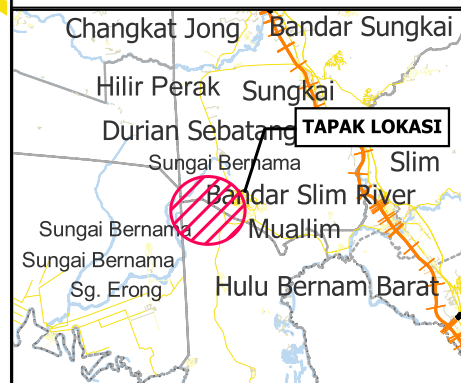 Changkat Jong
Bandar Sungkai
Hilir Perak
Sungkai
Durian Sebatang
TAPAK LOKASI
Sungai Bernama
Slim
Bandar Slim River
Sungai Bernama
Muallim
Sungai Bernama
Sg. Erong
Hulu Bernam Barat